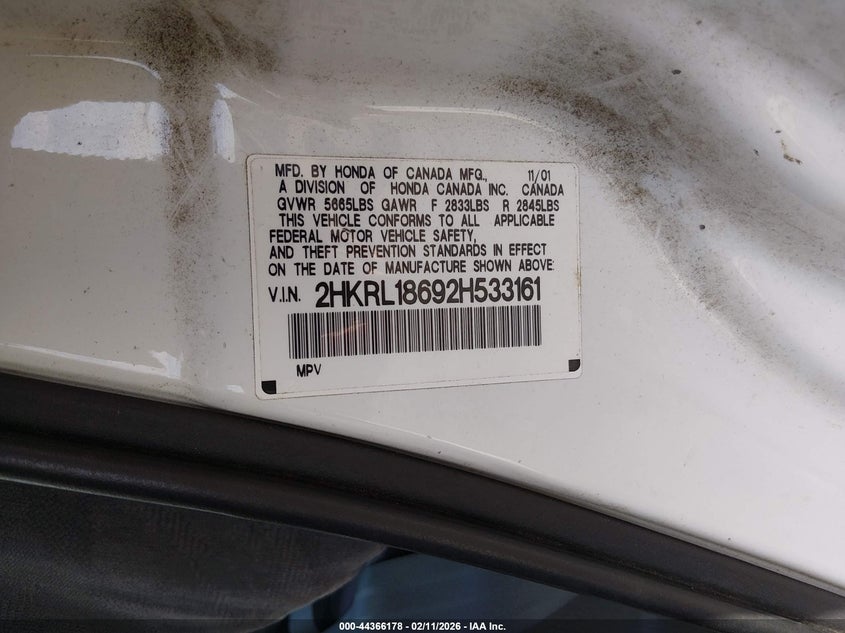 MFD. BY HONDA OF CANADA MFG., 11/01
A DIVISION OF HONDA CANADA INC. CANADA
GVWR 5665LBS GAWR F 2833LBS R 2845LBS
THIS VEHICLE CONFORMS TO ALL APPLICABLE
FEDERAL MOTOR VEHICLE SAFETY,
AND THEFT PREVENTION STANDARDS IN EFFECT
ON THE DATE OF MANUFACTURE SHOWN ABOVE:
V.I.N. 2HKRL18692H533161
MPV
000-44366178 - 02/11/2026 - IAA Inc.